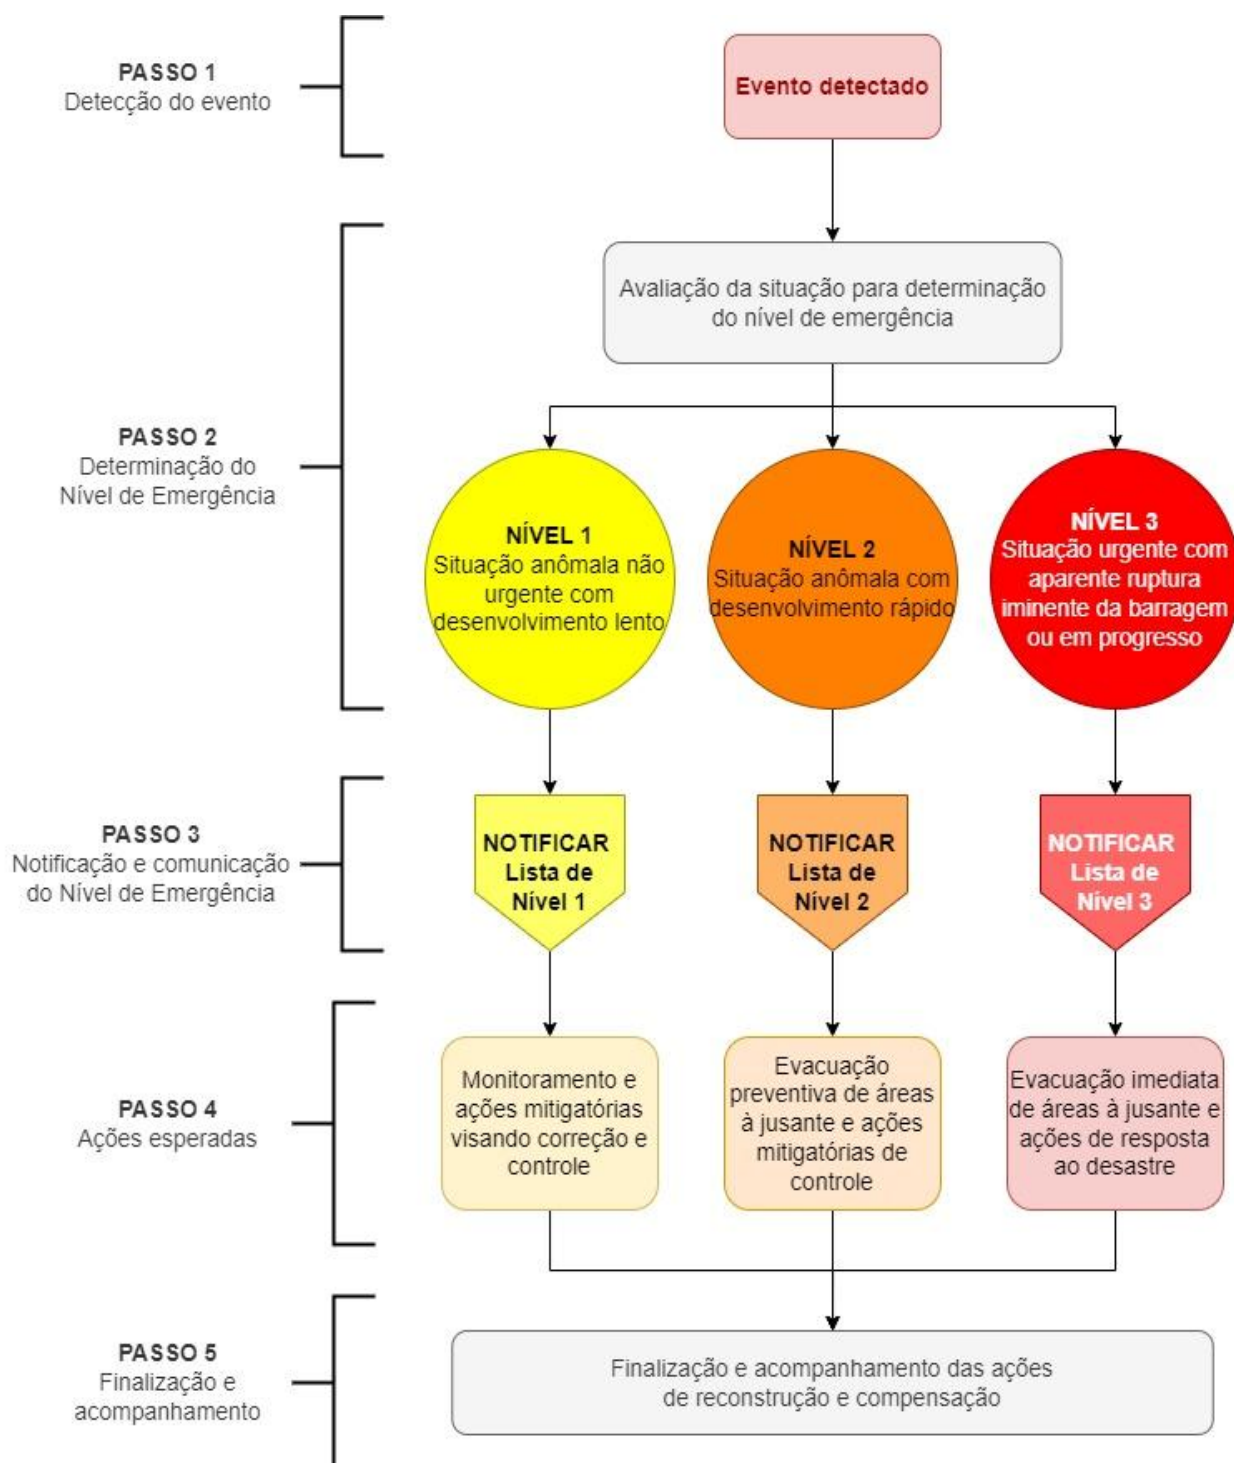 PASSO 1
Detecção do evento
Evento detectado
Avaliação da situação para determinação
do nível de emergência
PASSO 2
Determinação do
Nível de Emergência
NÍVEL 1
Situação anômala não
urgente com
desenvolvimento lento
NÍVEL 2
Situação anômala com
desenvolvimento rápido
NÍVEL 3
Situação urgente com
aparente ruptura
iminente da barragem
ou em progresso
PASSO 3
Notificação e comunicação
do Nível de Emergência
NOTIFICAR
Lista de
Nível 1
NOTIFICAR
Lista de
Nível 2
NOTIFICAR
Lista de
Nível 3
PASSO 4
Ações esperadas
Monitoramento e
ações mitigatórias
visando correção e
controle
Evacuação
preventiva de áreas
à jusante e ações
mitigatórias de
controle
Evacuação imediata
de áreas à jusante e
ações de resposta
ao desastre
PASSO 5
Finalização e
acompanhamento
Finalização e acompanhamento das ações
de reconstrução e compensação